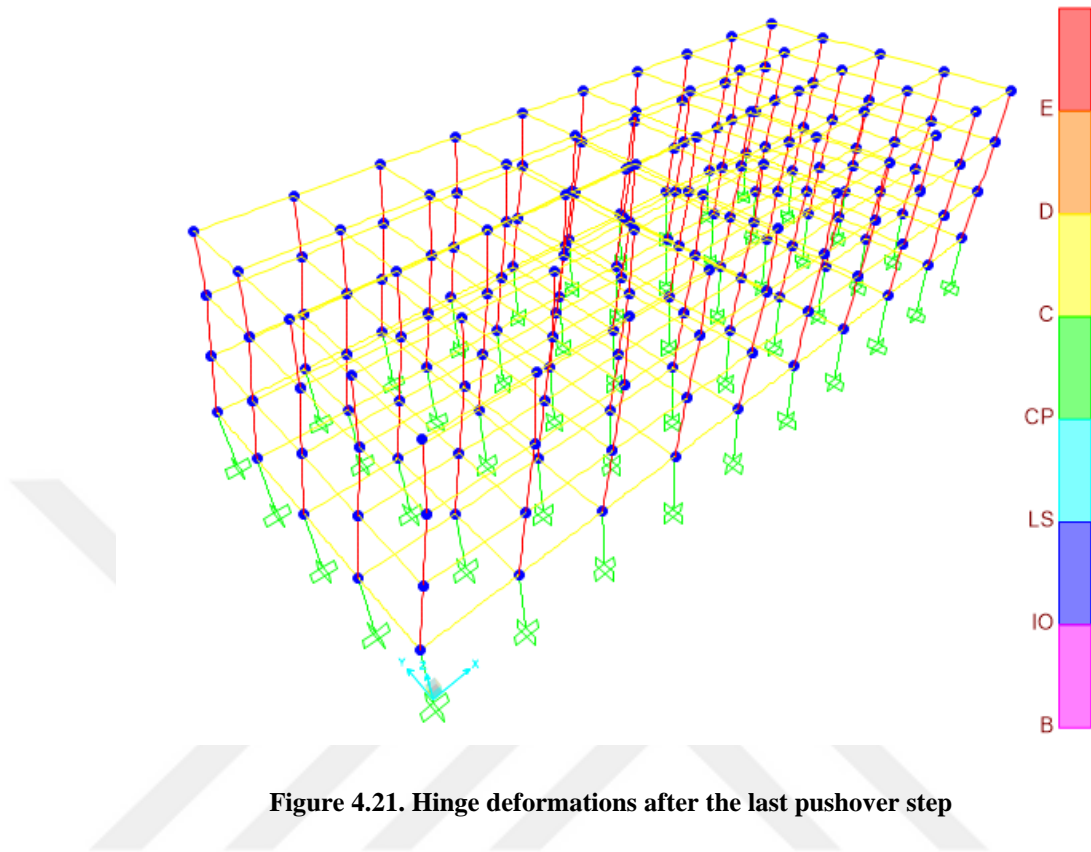 E
D
C
CP
LS
IO
B
Y Z X
Figure 4.21. Hinge deformations after the last pushover step